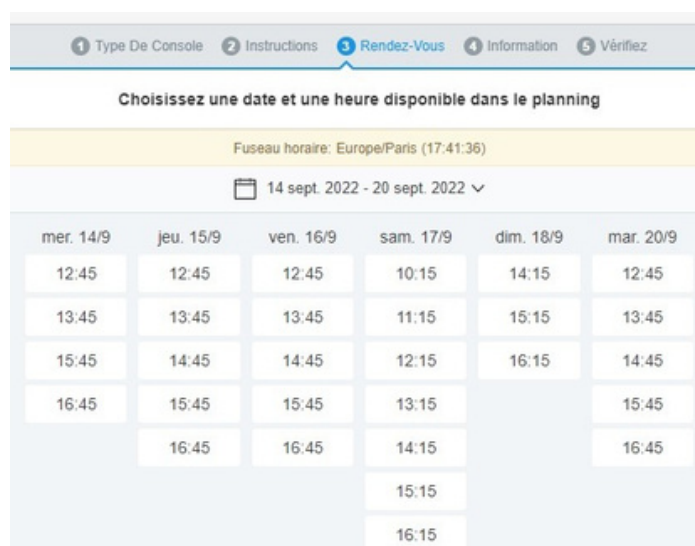 1 Type De Console 2 Instructions 3 Rendez-Vous 4 Information 5 Vérifiez
Choisissez une date et une heure disponible dans le planning
Fuseau horaire: Europe/Paris (17:41:36)
14 sept. 2022 - 20 sept. 2022
mer. 14/9 jeu. 15/9 ven. 16/9 sam. 17/9 dim. 18/9 mar. 20/9
12:45 12:45 12:45 10:15 14:15 12:45
13:45 13:45 13:45 11:15 15:15 13:45
15:45 14:45 14:45 12:15 16:15 14:45
16:45 15:45 15:45 13:15 15:45
16:45 16:45 14:15 16:45
15:15
16:15